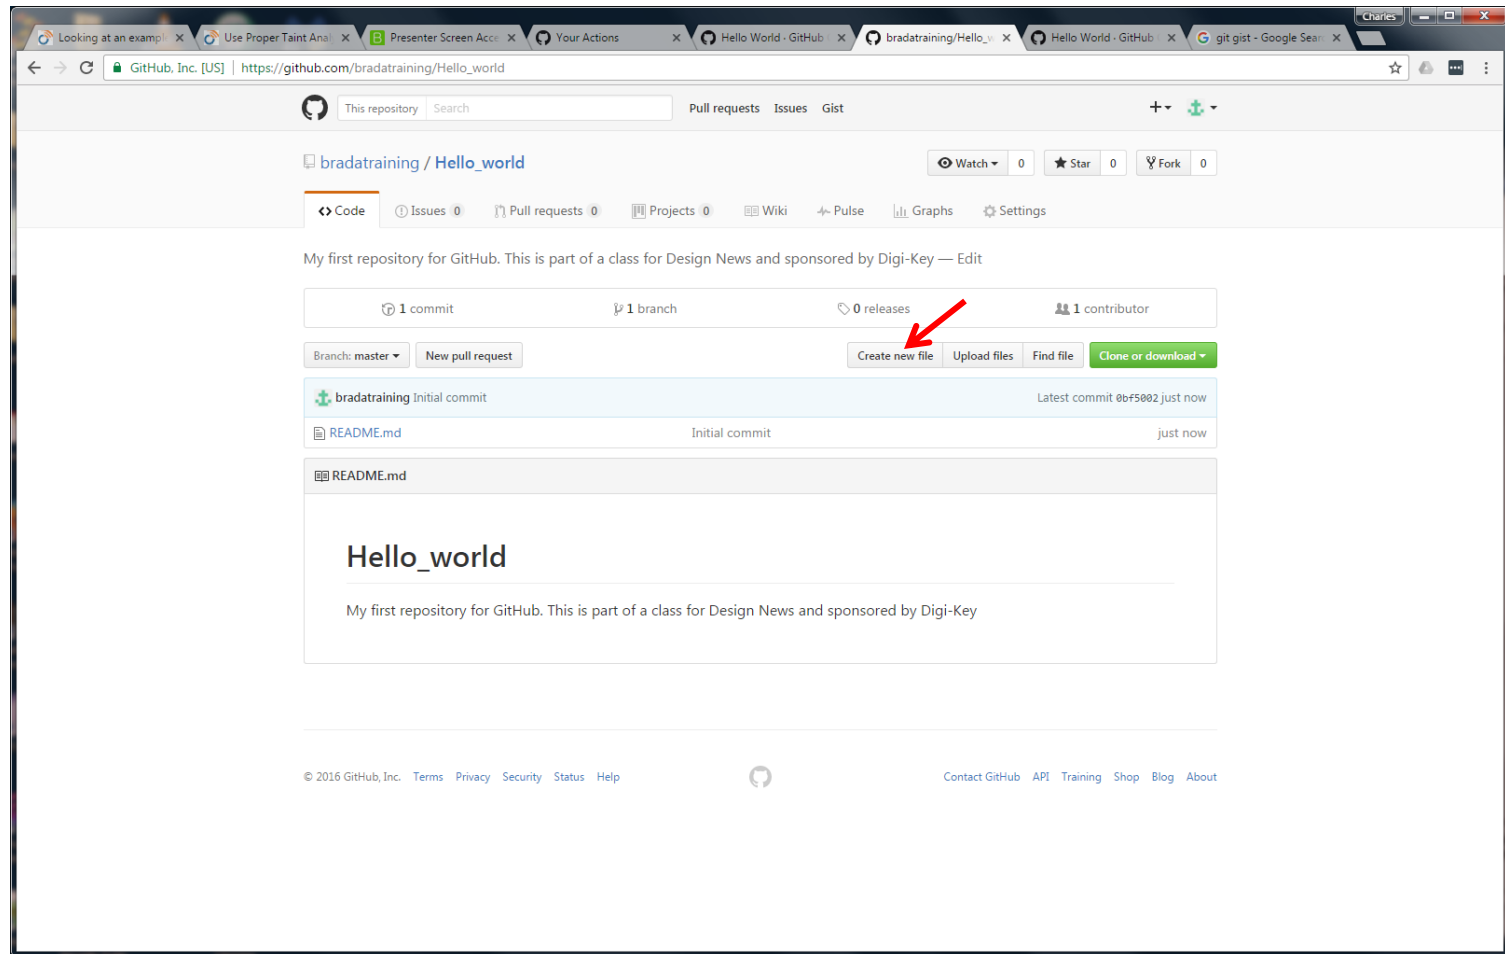 Charles
Looking at an exampl Use Proper Taint Anal Presenter Screen Acce Your Actions Hello World · GitHub bradatraining/Hello_w Hello World · GitHub git gist - Google Sear
GitHub, Inc. [US] https://github.com/bradatraining/Hello_world
This repository Search Pull requests Issues Gist
bradatraining / Hello_world Watch 0 Star 0 Fork 0
Code Issues 0 Pull requests 0 Projects 0 Wiki Pulse Graphs Settings
My first repository for GitHub. This is part of a class for Design News and sponsored by Digi-Key — Edit
1 commit 1 branch 0 releases 1 contributor
Branch: master New pull request Create new file Upload files Find file Clone or download
bradatraining Initial commit Latest commit 0bf5002 just now
README.md Initial commit just now
README.md
Hello_world
My first repository for GitHub. This is part of a class for Design News and sponsored by Digi-Key
© 2016 GitHub, Inc. Terms Privacy Security Status Help Contact GitHub API Training Shop Blog About